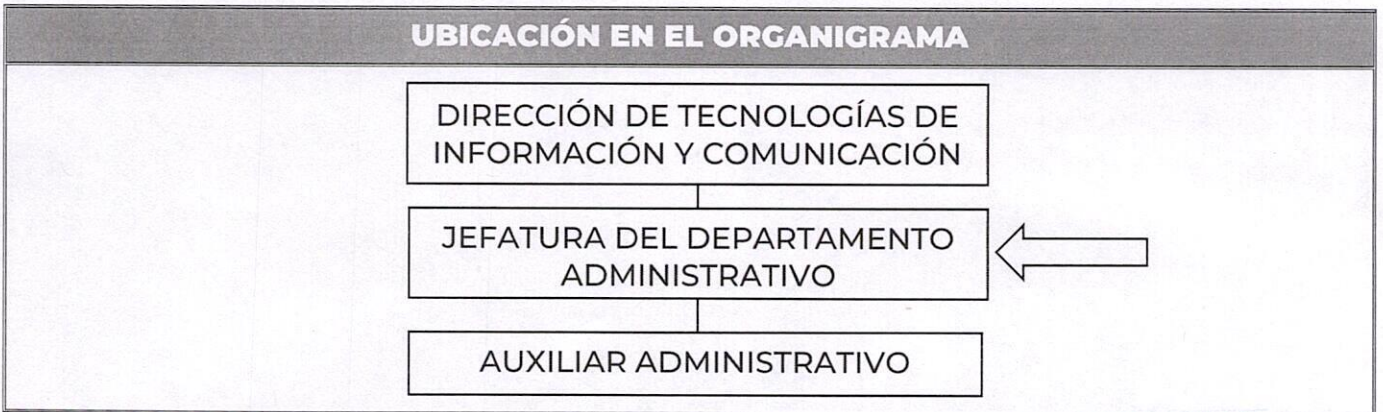 UBICACIÓN EN EL ORGANIGRAMA
DIRECCIÓN DE TECNOLOGÍAS DE
INFORMACIÓN Y COMUNICACIÓN
JEFATURA DEL DEPARTAMENTO
ADMINISTRATIVO
AUXILIAR ADMINISTRATIVO